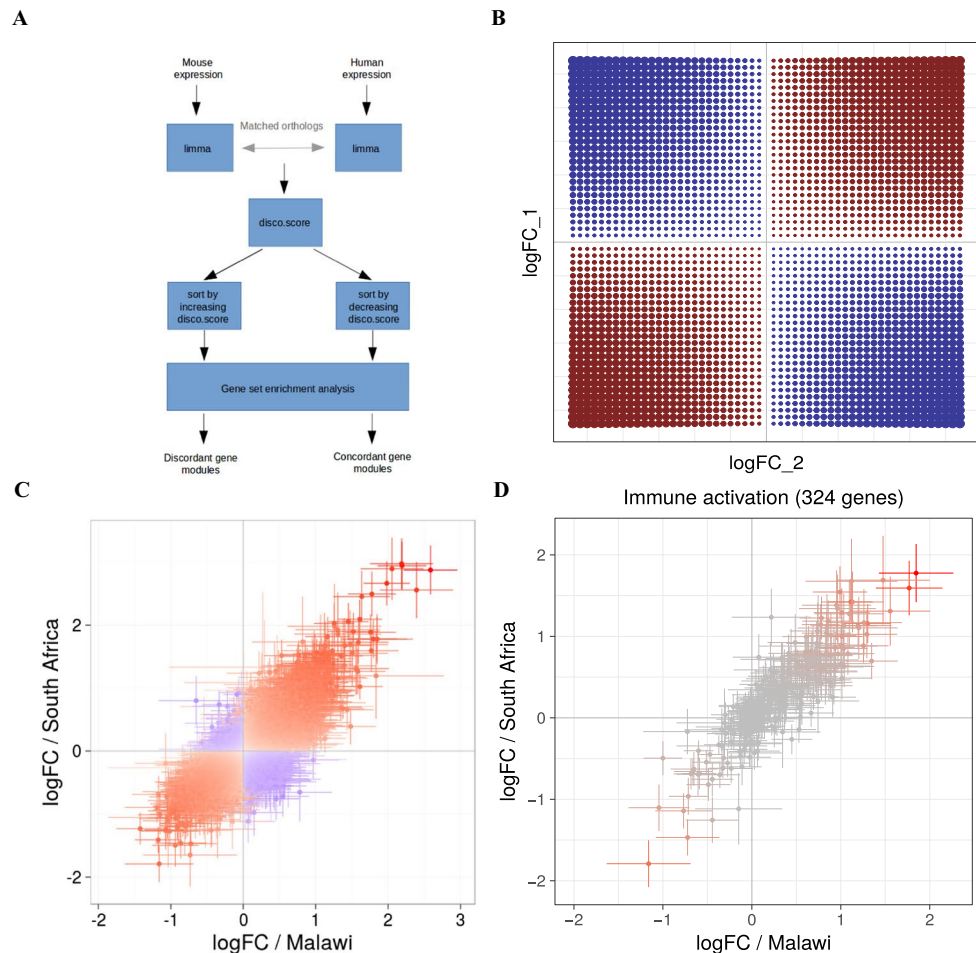 A
Mouse
expression
Human
expression
Matched orthologs
limma
limma
disco.score
sort by
increasing
disco.score
sort by
decreasing
disco.score
Gene set enrichment analysis
Discordant gene
modules
Concordant gene
modules
B
logFC_1
logFC_2
C
logFC / South Africa
2
0
-2
-2
-1
0
1
2
3
logFC / Malawi
D
Immune activation (324 genes)
logFC / South Africa
2
1
0
−1
−2
−2
−1
0
1
2
logFC / Malawi